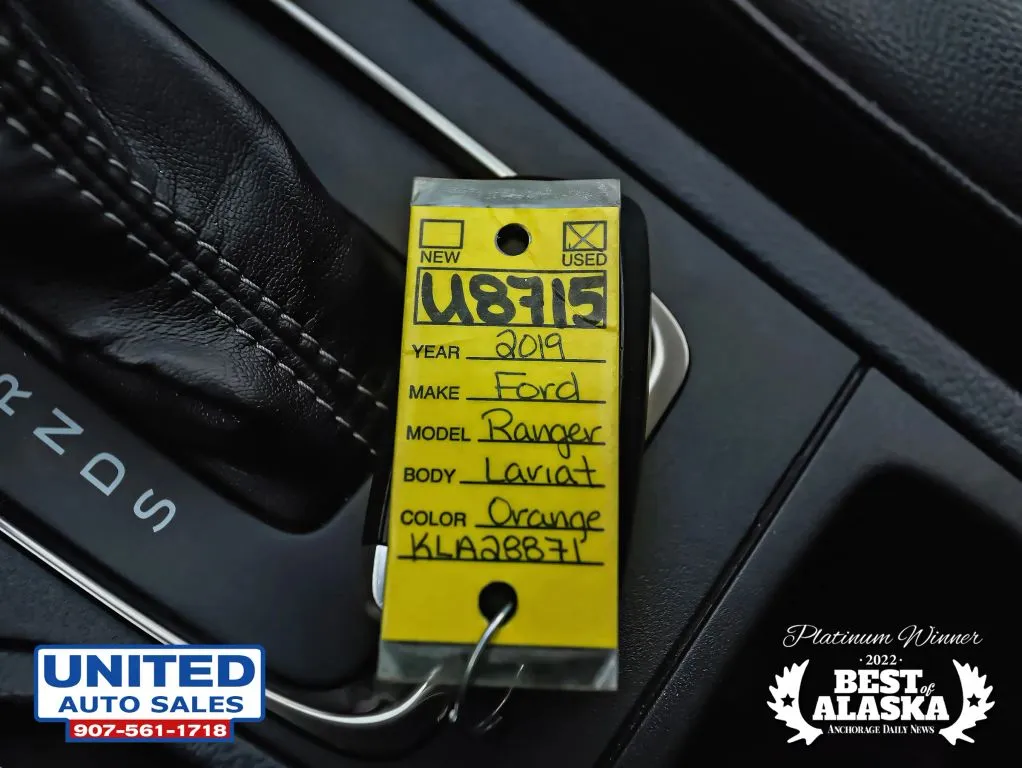 NEW USED
U8715
YEAR 2019
MAKE Ford
MODEL Ranger
BODY Lariat
COLOR Orange
KLA28871
R
N
D
S
UNITED
AUTO SALES
907-561-1718
Platinum Winner
·2022·
BEST of
ALASKA
ANCHORAGE DAILY NEWS